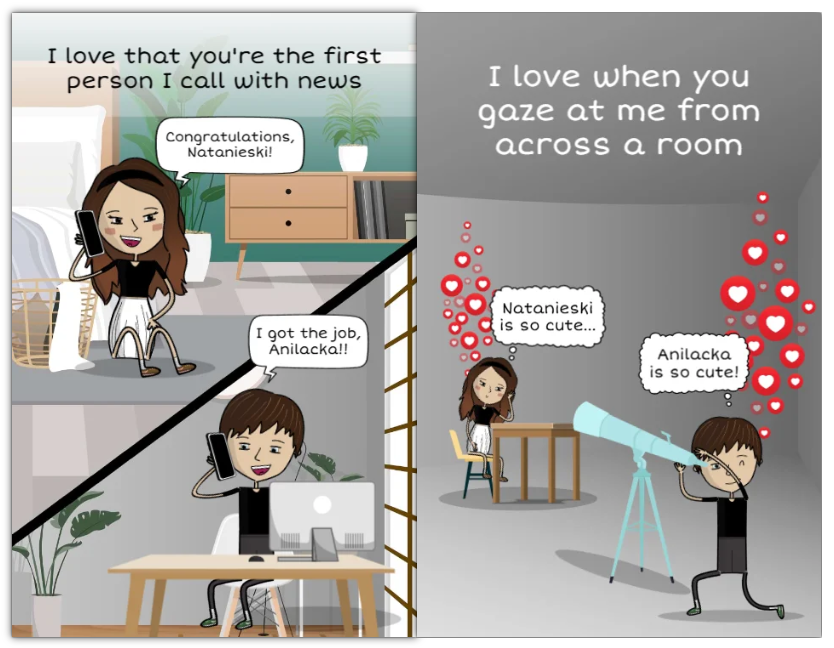 I love that you're the first
person I call with news
Congratulations,
Natanieski!
I got the job,
Anilacka!!
I love when you
gaze at me from
across a room
Natanieski
is so cute...
Anilacka
is so cute!